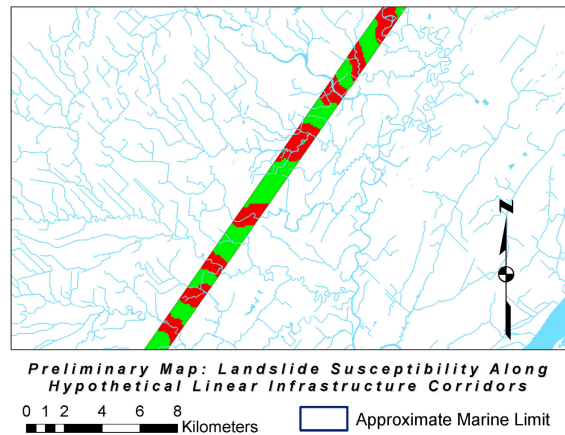 N
Preliminary Map: Landslide Susceptibility Along
Hypothetical Linear Infrastructure Corridors
0 1 2 4 6 8
Kilometers
Approximate Marine Limit